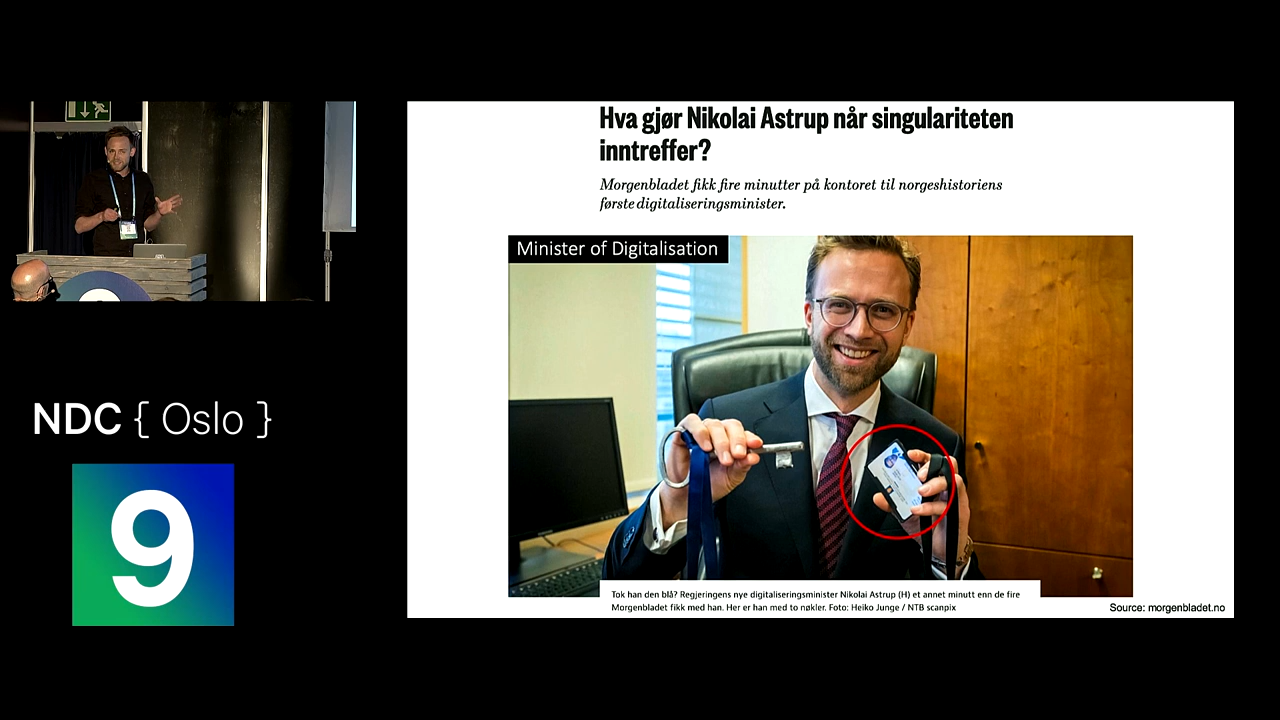 Hva gjør Nikolai Astrup når singulariteten
inntreffer?
Morgenbladet fikk fire minutter på kontoret til norgeshistoriens
første digitaliseringsminister.
Minister of Digitalisation
Tok han den blå? Regjeringens nye digitaliseringsminister Nikolai Astrup (H) et annet minutt enn de fire
Morgenbladet fikk med han. Her er han med to nøkler. Foto: Heiko Junge / NTB scanpix
Source: morgenbladet.no
NDC { Oslo }
9